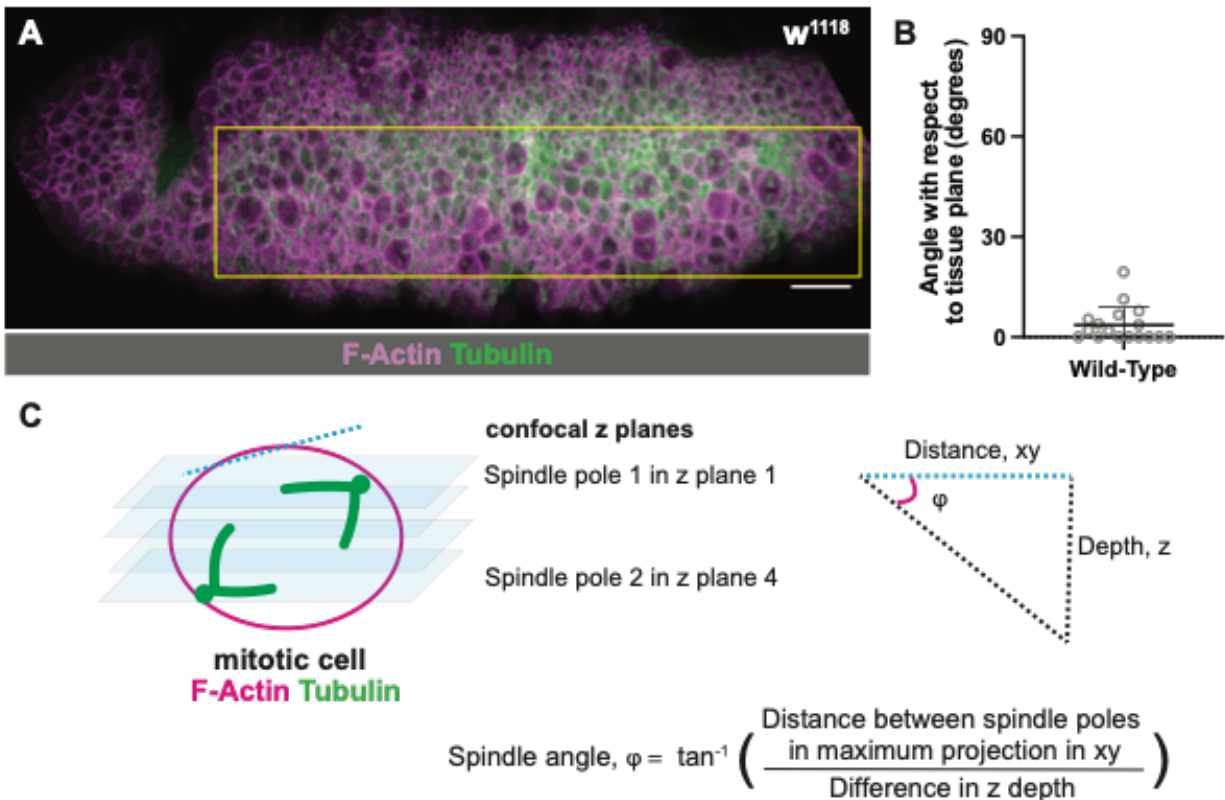 A
w1118
F-Actin Tubulin
B
Angle with respect
to tissue plane (degrees)
90
60
30
0
Wild-Type
C
confocal z planes
Spindle pole 1 in z plane 1
Spindle pole 2 in z plane 4
mitotic cell
F-Actin Tubulin
Distance, xy
φ
Depth, z
Spindle angle, φ = tan-1 (
Distance between spindle poles
in maximum projection in xy
Difference in z depth
)